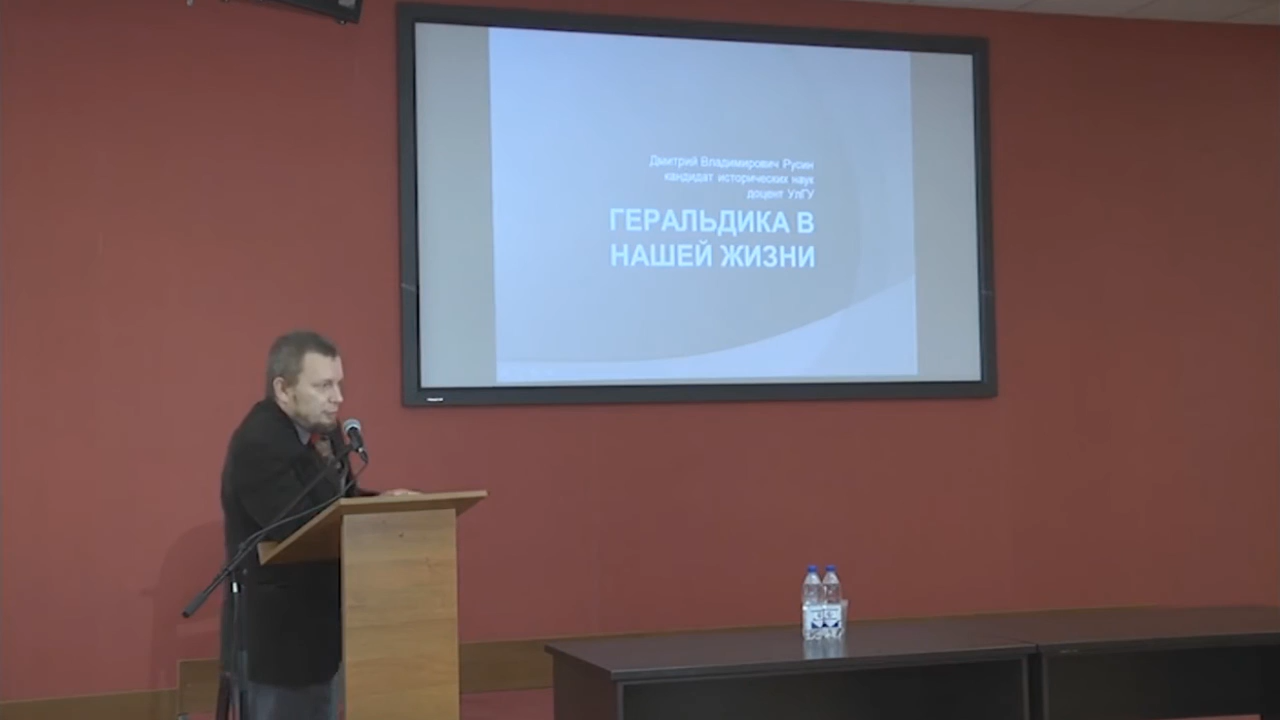 Дмитрий Владимирович Русин
кандидат исторических наук
доцент УлГУ
ГЕРАЛЬДИКА В
НАШЕЙ ЖИЗНИ